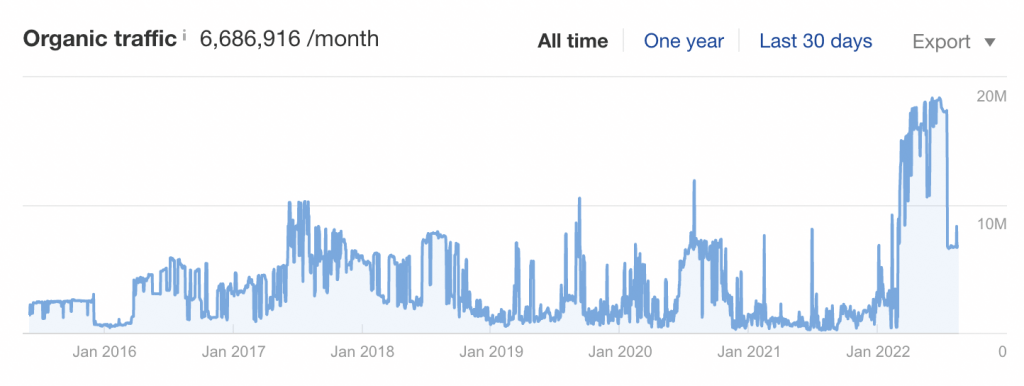 Organic traffic i 6,686,916 /month
All time One year Last 30 days Export
20M
10M
Jan 2016 Jan 2017 Jan 2018 Jan 2019 Jan 2020 Jan 2021 Jan 2022 0